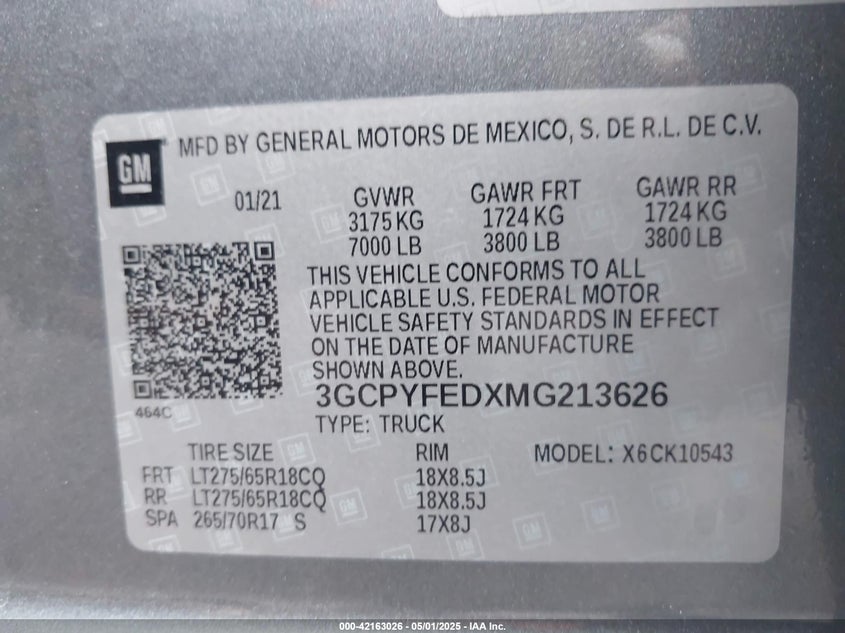 GM
MFD BY GENERAL MOTORS DE MEXICO, S. DE R.L. DE C.V.
01/21 GVWR GAWR FRT GAWR RR
3175 KG 1724 KG 1724 KG
7000 LB 3800 LB 3800 LB
THIS VEHICLE CONFORMS TO ALL
APPLICABLE U.S. FEDERAL MOTOR
VEHICLE SAFETY STANDARDS IN EFFECT
ON THE DATE OF MANUFACTURE
SHOWN ABOVE.
3GCPYFEDXMG213626
464C
TYPE: TRUCK
TIRE SIZE RIM MODEL: X6CK10543
FRT LT275/65R18CQ 18X8.5J
RR LT275/65R18CQ 18X8.5J
SPA 265/70R17 S 17X8J
000-42163026 - 05/01/2025 - IAA Inc.